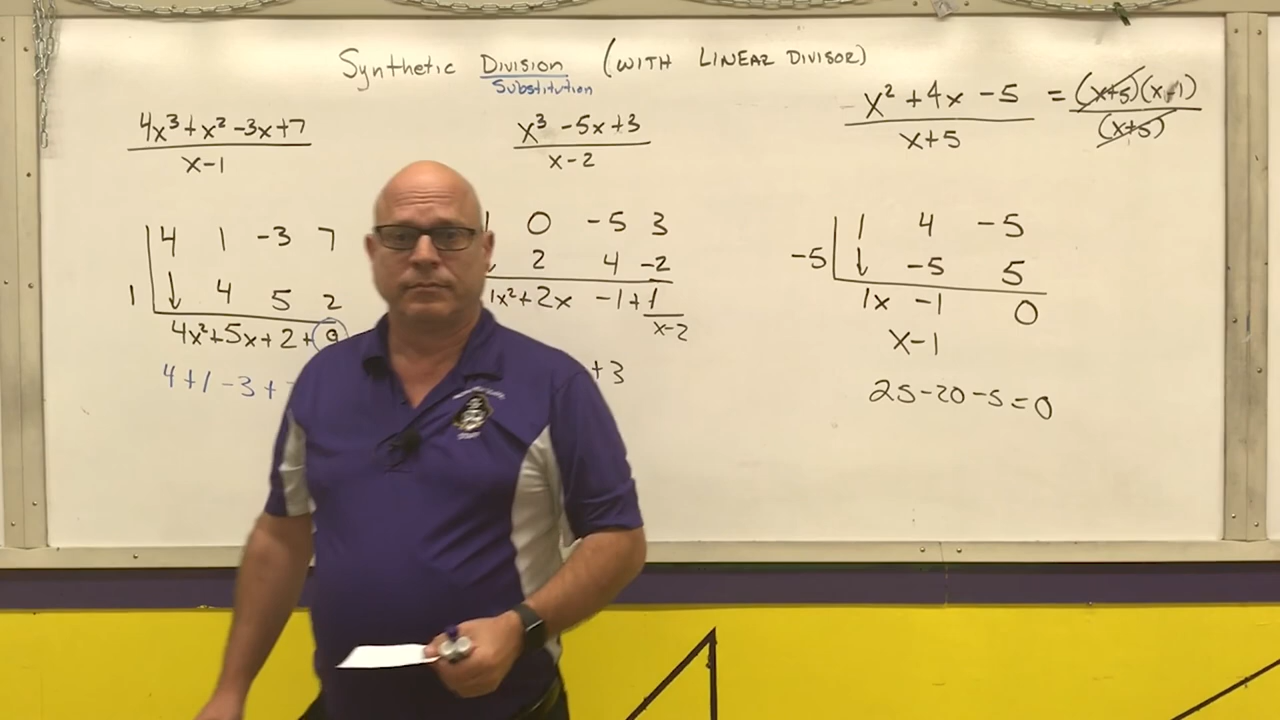 Synthetic Division (WITH LINEAR DIVISOR)
Substitution
4x³+x²-3x+7
x-1
4 1 -3 7
1 ↓ 4 5 2
4x²+5x+2+9
4+1-3+
x³-5x+3
x-2
0 -5 3
2 4 -2
1x²+2x -1+1
x-2
+3
x²+4x-5 = (x+5)(x-1)
x+5 (x+5)
1 4 -5
-5 ↓ -5 5
1x -1 0
x-1
25-20-5=0